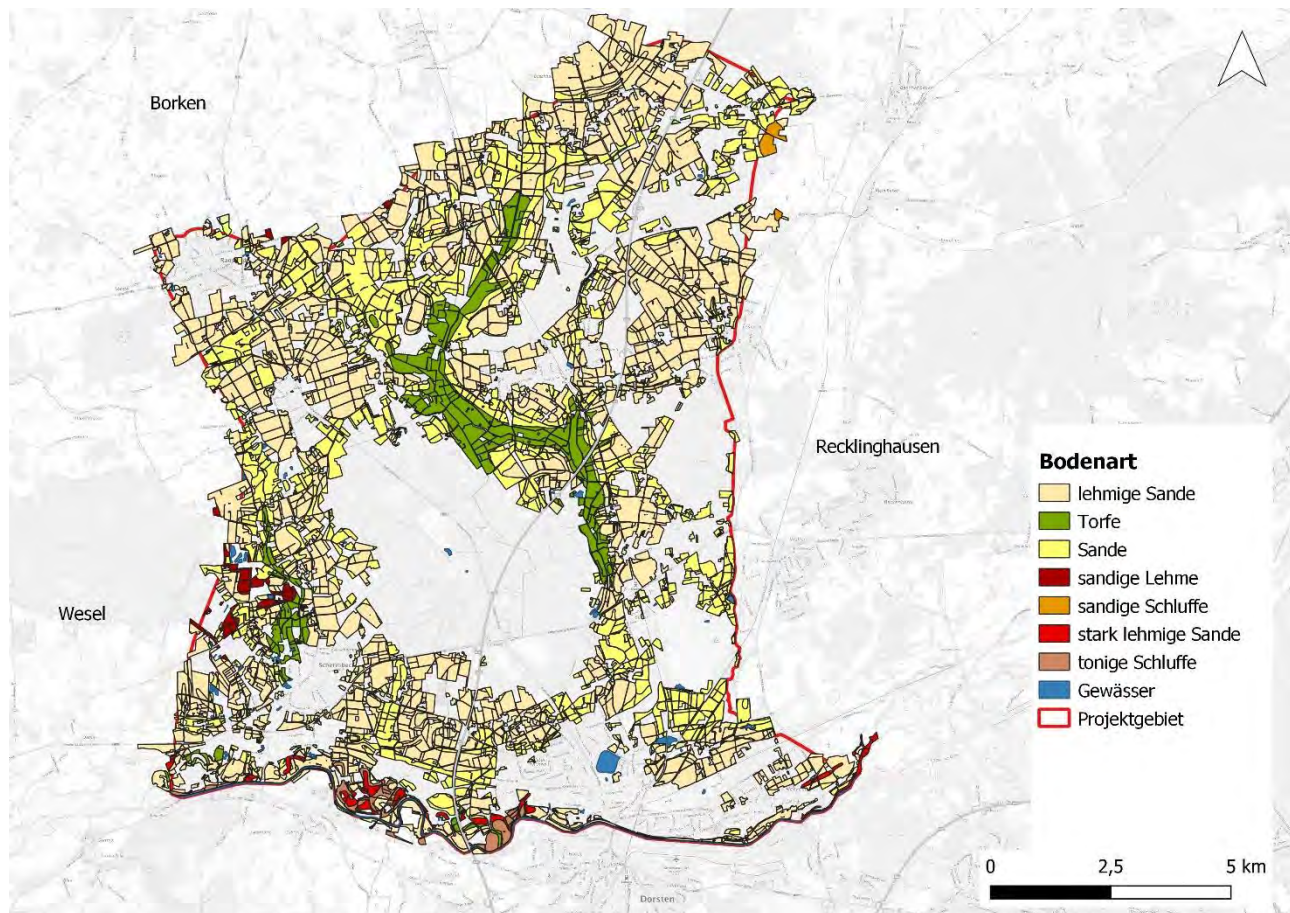 Borken
Recklinghausen
Wesel
Bodenart
lehmige Sande
Torfe
Sande
sandige Lehme
sandige Schluffe
stark lehmige Sande
tonige Schluffe
Gewässer
Projektgebiet
0 2,5 5 km
Dorsten